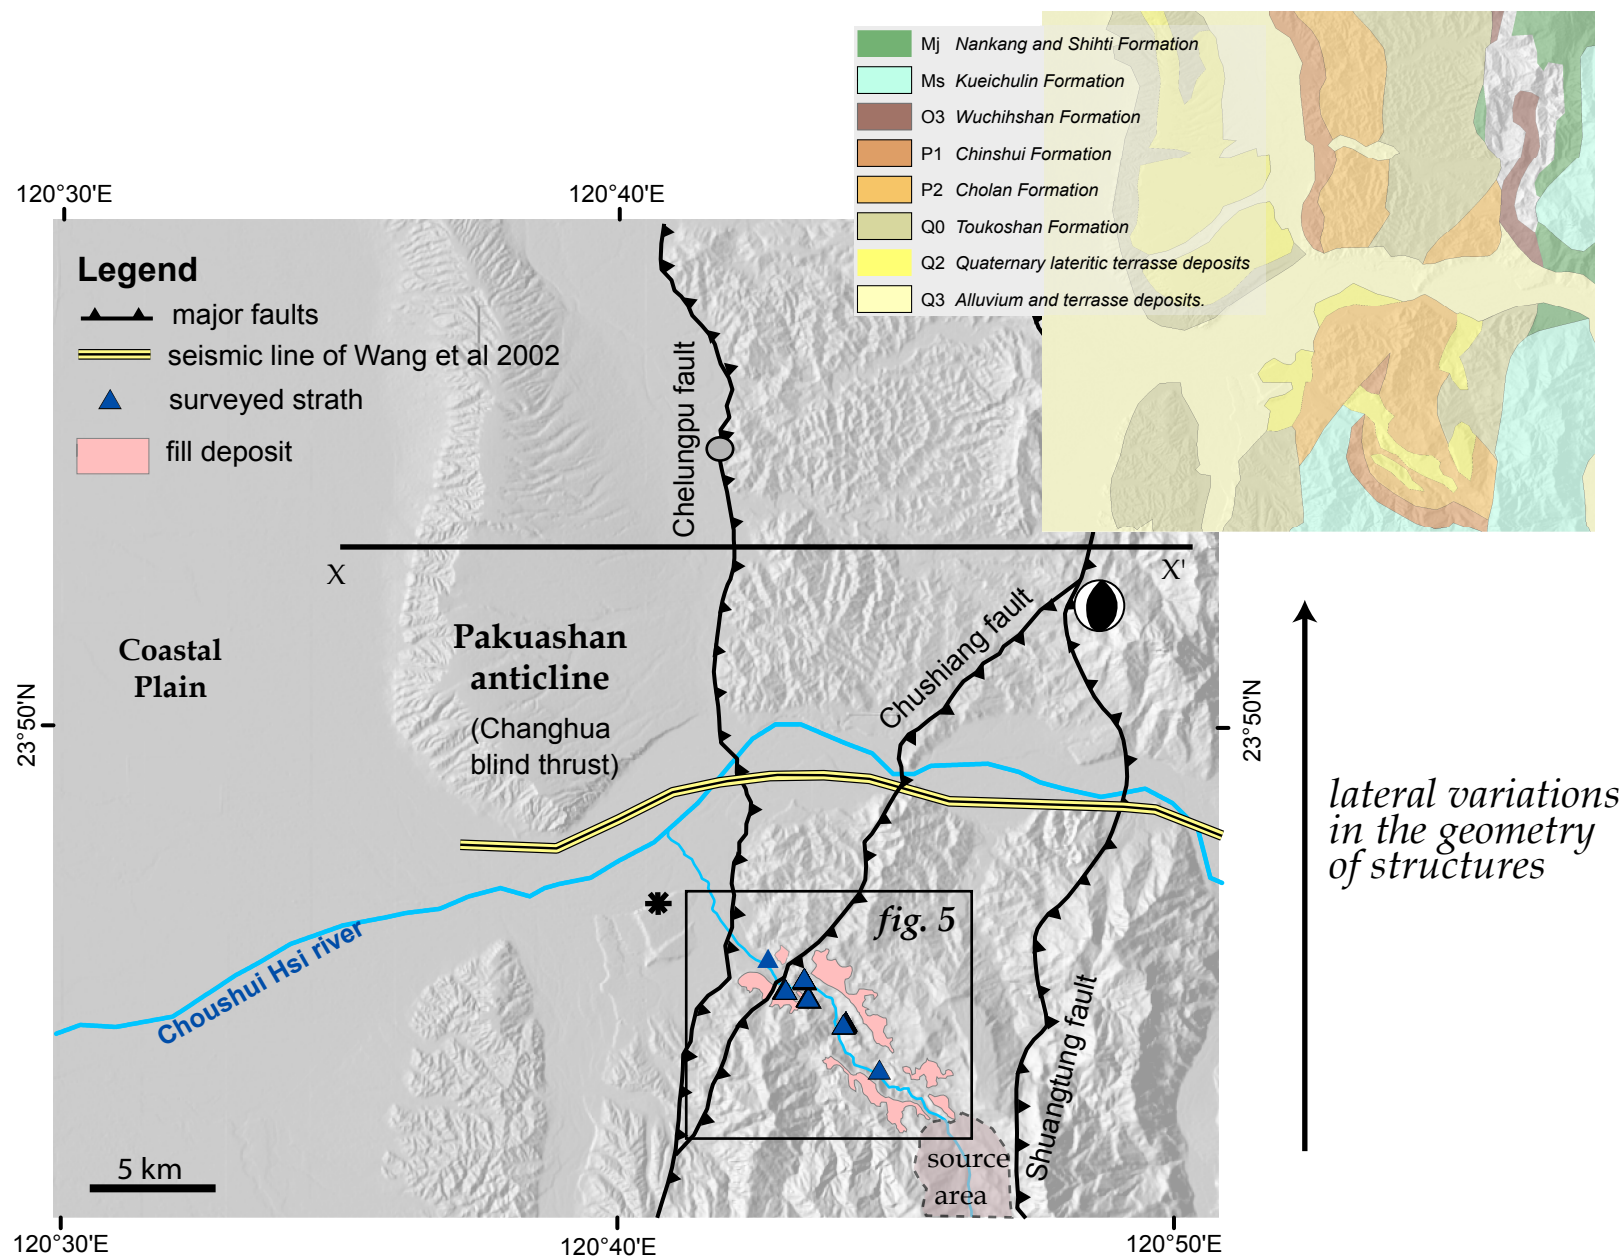 Mj Nankang and Shihti Formation
Ms Kueichulin Formation
O3 Wuchihshan Formation
P1 Chinshui Formation
P2 Cholan Formation
Q0 Toukoshan Formation
Q2 Quaternary lateritic terrasse deposits
Q3 Alluvium and terrasse deposits.
120°30'E
120°40'E
Legend
major faults
seismic line of Wang et al 2002
surveyed strath
fill deposit
Chelungpu fault
X
X'
Coastal
Plain
Pakuashan
anticline
(Changhua
blind thrust)
Chushiang fault
23°50'N
23°50'N
lateral variations
in the geometry
of structures
fig. 5
Choushui Hsi river
Shuangtung fault
source
area
5 km
120°30'E
120°40'E
120°50'E